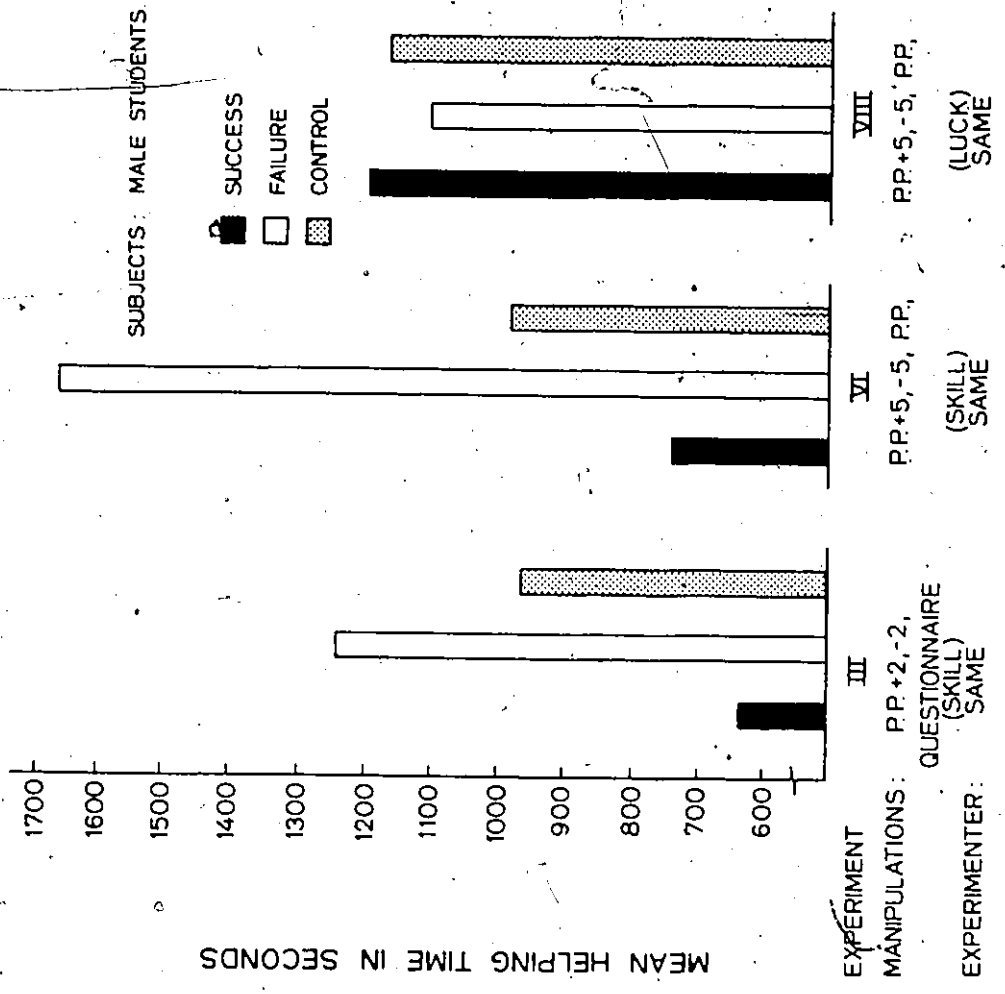 SUBJECTS: MALE STUDENTS
SUCCESS
FAILURE
CONTROL
MEAN HELPING TIME IN SECONDS
1700
1600
1500
1400
1300
1200
1100
1000
900
800
700
600
EXPERIMENT III VI VIII
MANIPULATIONS: P.P.+2,-2, P.P.+5,-5, P.P., P.P.+5,-5, P.P.,
QUESTIONNAIRE
(SKILL) (SKILL) (LUCK)
EXPERIMENTER: SAME SAME SAME